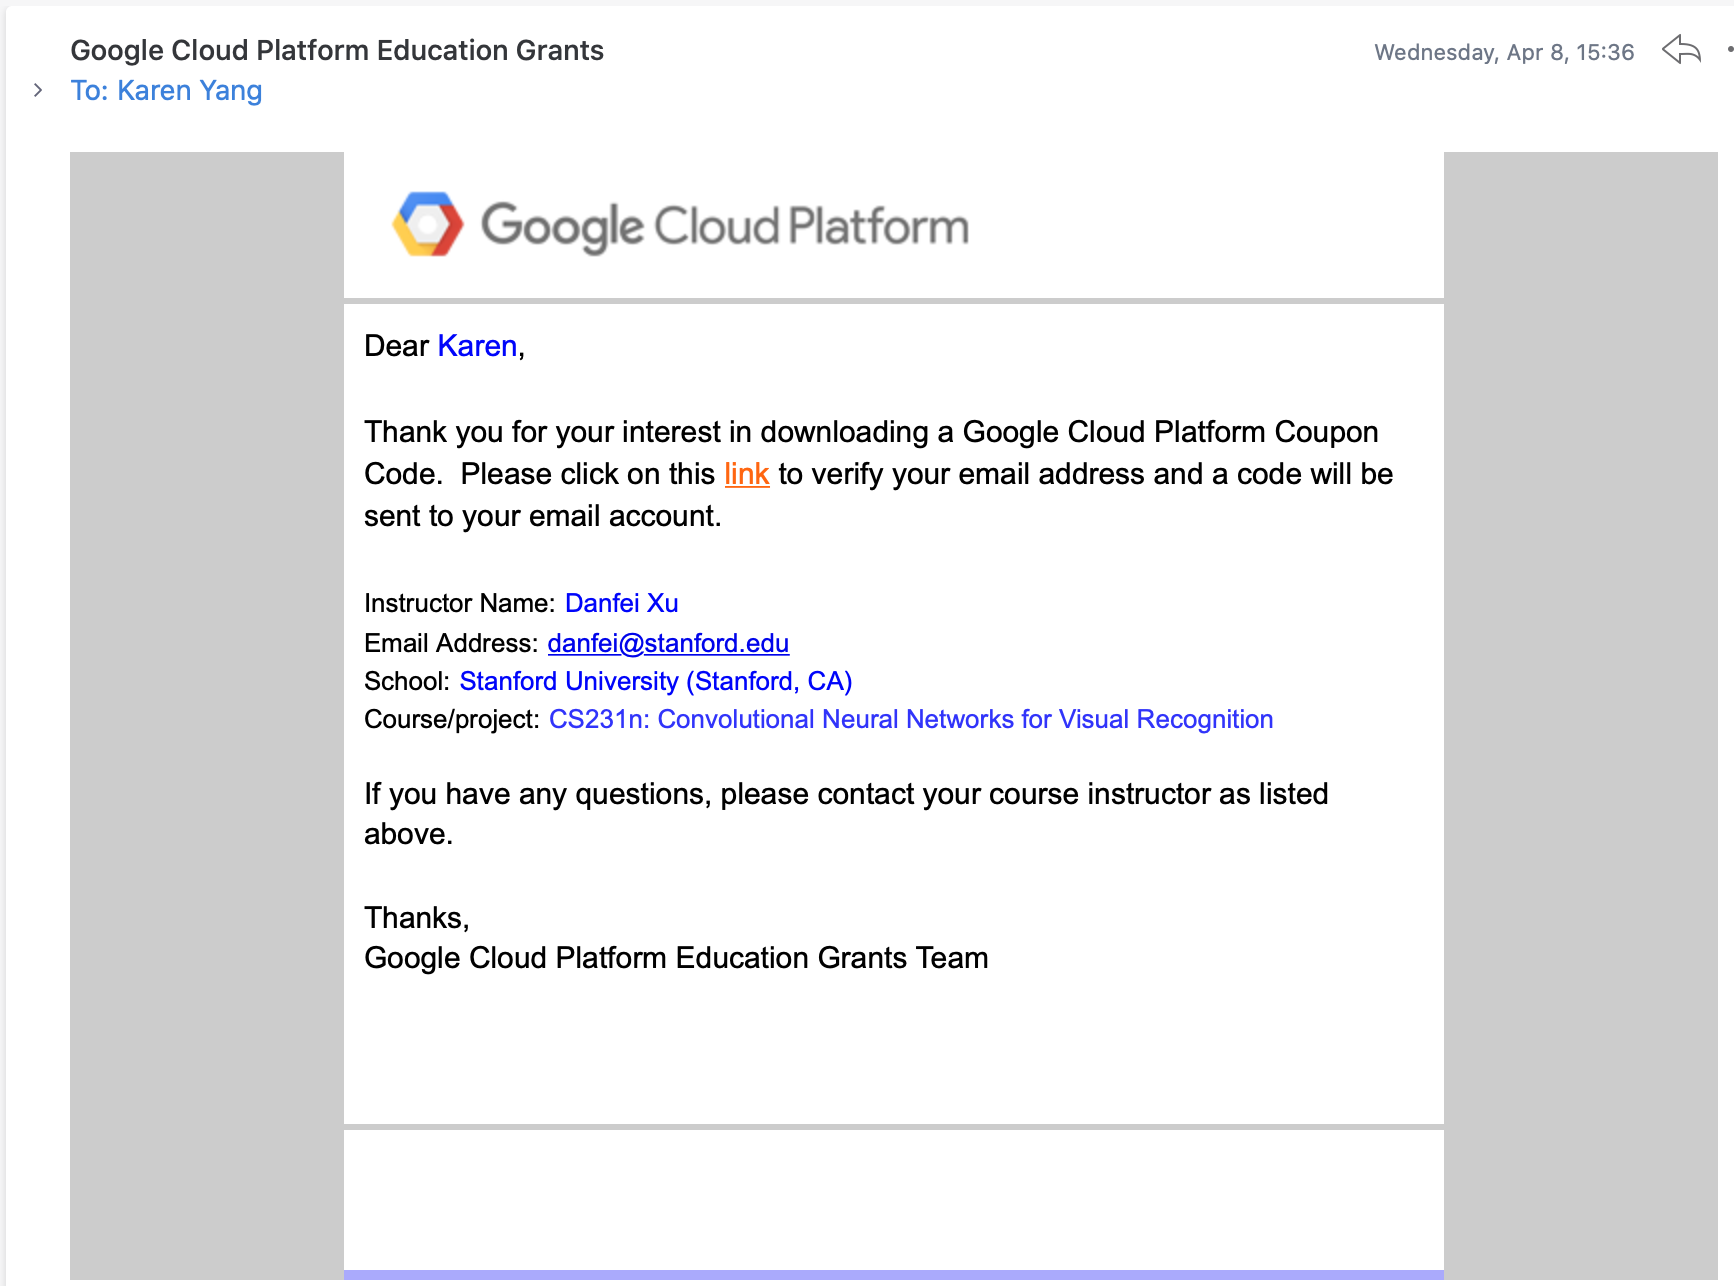 Google Cloud Platform Education Grants
Wednesday, Apr 8, 15:36
To: Karen Yang
Google Cloud Platform
Dear Karen,
Thank you for your interest in downloading a Google Cloud Platform Coupon
Code.  Please click on this link to verify your email address and a code will be
sent to your email account.
Instructor Name: Danfei Xu
Email Address: danfei@stanford.edu
School: Stanford University (Stanford, CA)
Course/project: CS231n: Convolutional Neural Networks for Visual Recognition
If you have any questions, please contact your course instructor as listed
above.
Thanks,
Google Cloud Platform Education Grants Team